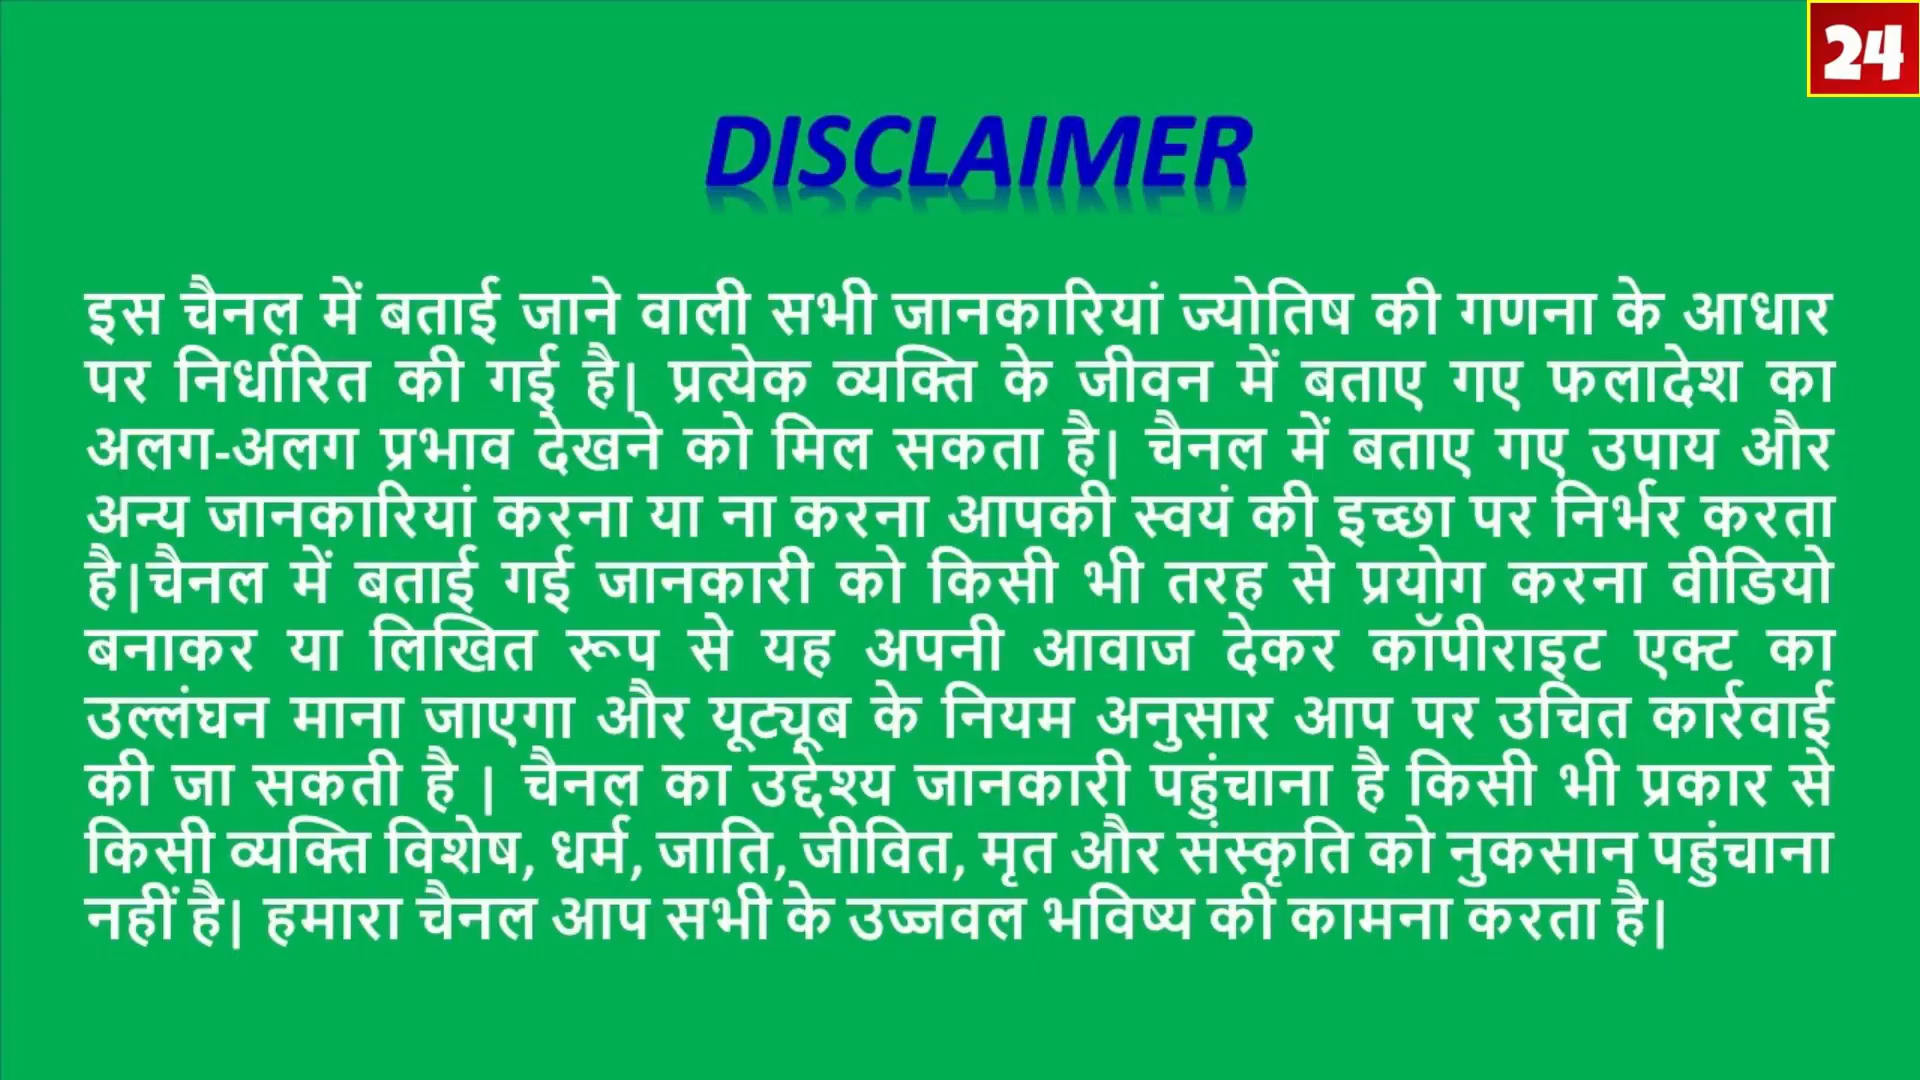 24
DISCLAIMER
इस चैनल में बताई जाने वाली सभी जानकारियां ज्योतिष की गणना के आधार
पर निर्धारित की गई है| प्रत्येक व्यक्ति के जीवन में बताए गए फलादेश का
अलग-अलग प्रभाव देखने को मिल सकता है| चैनल में बताए गए उपाय और
अन्य जानकारियां करना या ना करना आपकी स्वयं की इच्छा पर निर्भर करता
है|चैनल में बताई गई जानकारी को किसी भी तरह से प्रयोग करना वीडियो
बनाकर या लिखित रूप से यह अपनी आवाज देकर कॉपीराइट एक्ट का
उल्लंघन माना जाएगा और यूट्यूब के नियम अनुसार आप पर उचित कार्रवाई
की जा सकती है | चैनल का उद्देश्य जानकारी पहुंचाना है किसी भी प्रकार से
किसी व्यक्ति विशेष, धर्म, जाति, जीवित, मृत और संस्कृति को नुकसान पहुंचाना
नहीं है| हमारा चैनल आप सभी के उज्जवल भविष्य की कामना करता है|